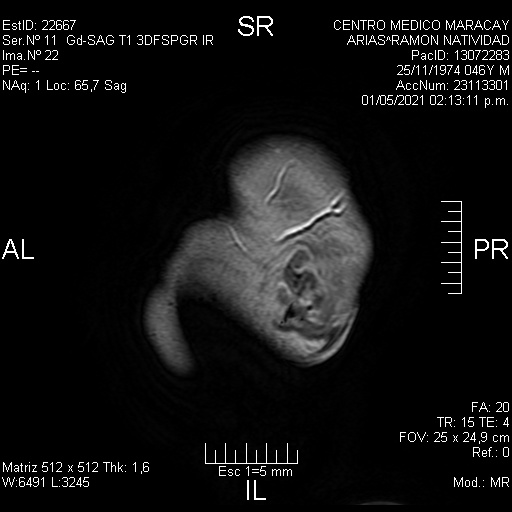 EstID: 22667
Ser.Nº 11 Gd-SAG T1 3DFSPGR IR
Ima.Nº 22
PE= --
NAq: 1 Loc: 65,7 Sag
SR
CENTRO MEDICO MARACAY
ARIAS^RAMON NATIVIDAD
PacID: 13072283
25/11/1974 046Y M
AccNum: 23113301
01/05/2021 02:13:11 p.m.
AL
PR
FA: 20
TR: 15 TE: 4
FOV: 25 x 24,9 cm
Ref.: 0
Matriz 512 x 512 Thk: 1,6
W:6491 L:3245
Esc 1=5 mm
IL
Mod.: MR